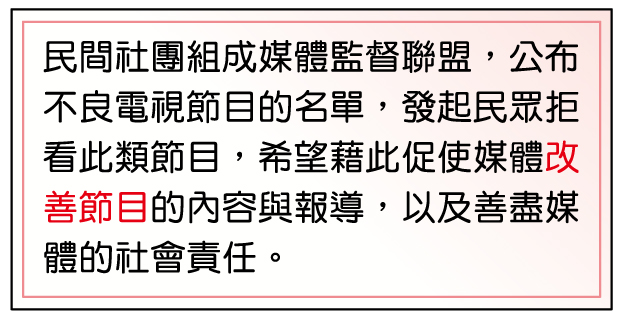 民間社團組成媒體監督聯盟，公布
不良電視節目的名單，發起民眾拒
看此類節目，希望藉此促使媒體改
善節目的內容與報導，以及善盡媒
體的社會責任。